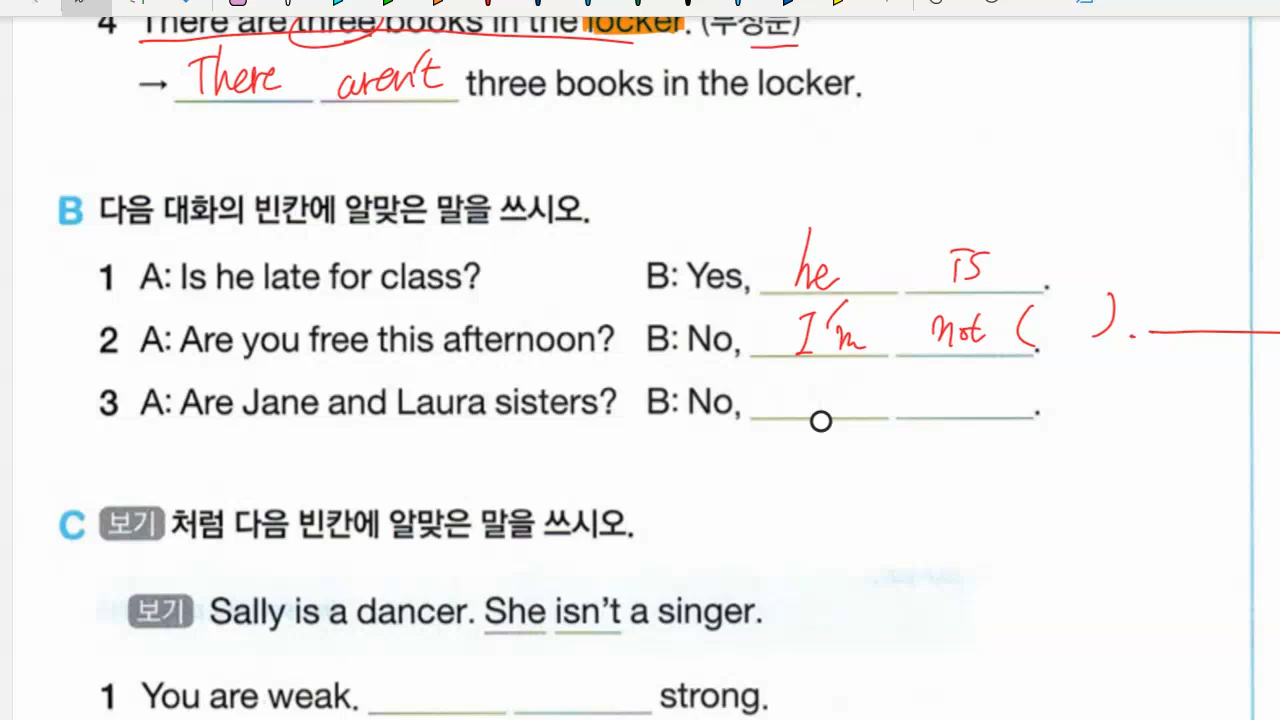 4 There are three books in the locker. (부정문)
→ There aren't three books in the locker.
B 다음 대화의 빈칸에 알맞은 말을 쓰시오.
1 A: Is he late for class? B: Yes, he is.
2 A: Are you free this afternoon? B: No, I'm not ( ).
3 A: Are Jane and Laura sisters? B: No, ____ ____.
C 보기 처럼 다음 빈칸에 알맞은 말을 쓰시오.
보기 Sally is a dancer. She isn't a singer.
1 You are weak. ____ ____ strong.